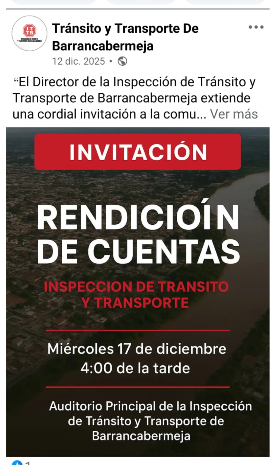 Tránsito y Transporte De
Barrancabermeja
12 dic. 2025 •
“El Director de la Inspección de Tránsito y
Transporte de Barrancabermeja extiende
una cordial invitación a la comu... Ver más
INVITACIÓN
RENDICIOÍN
DE CUENTAS
INSPECCION DE TRANSITO
Y TRANSPORTE
Miércoles 17 de diciembre
4:00 de la tarde
Auditorio Principal de la Inspección
de Tránsito y Transporte de
Barrancabermeja
1